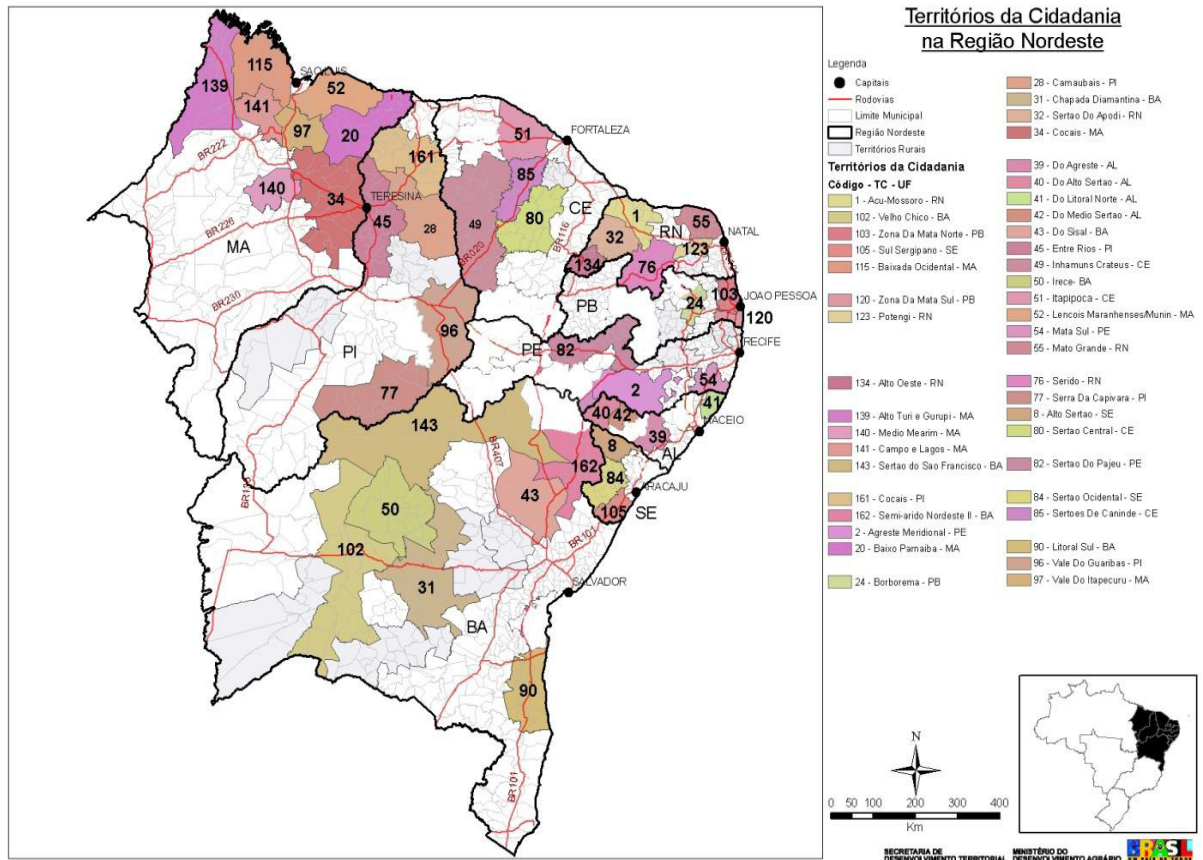 Territórios da Cidadania
na Região Nordeste
Legenda
Capitais
Rodovias
Limite Municipal
Região Nordeste
Territórios Rurais
Territórios da Cidadania
Código - TC - UF
1 - Acu-Mossoro - RN
102 - Velho Chico - BA
103 - Zona Da Mata Norte - PB
105 - Sul Sergipano - SE
115 - Baixada Ocidental - MA
120 - Zona Da Mata Sul - PB
123 - Potengi - RN
134 - Alto Oeste - RN
139 - Alto Turi e Gurupi - MA
140 - Medio Mearim - MA
141 - Campo e Lagos - MA
143 - Sertao do Sao Francisco - BA
161 - Cocais - PI
162 - Semi-arido Nordeste II - BA
2 - Agreste Meridional - PE
20 - Baixo Parnaiba - MA
24 - Borborema - PB
28 - Carnaubais - PI
31 - Chapada Diamantina - BA
32 - Sertao Do Apodi - RN
34 - Cocais - MA
39 - Do Agreste - AL
40 - Do Alto Sertao - AL
41 - Do Litoral Norte - AL
42 - Do Medio Sertao - AL
43 - Do Sisal - BA
45 - Entre Rios - PI
49 - Inhamuns Crateus - CE
50 - Irece- BA
51 - Itapipoca - CE
52 - Lencois Maranhenses/Munin - MA
54 - Mata Sul - PE
55 - Mato Grande - RN
76 - Serido - RN
77 - Serra Da Capivara - PI
8 - Alto Sertao - SE
80 - Sertao Central - CE
82 - Sertao Do Pajeu - PE
84 - Sertao Ocidental - SE
85 - Sertoes De Caninde - CE
90 - Litoral Sul - BA
96 - Vale Do Guaribas - PI
97 - Vale Do Itapecuru - MA
115
SAO LUIS
139
52
141
97
20
51
FORTALEZA
BR222
161
85
140
34
TERESINA
45
28
49
80
CE
1
55
RN
NATAL
32
123
BR226
MA
BR020
BR116
134
76
BR230
PB
24
103
JOAO PESSOA
120
96
PI
PE
82
RECIFE
77
2
54
41
MACEIO
143
40
42
39
AL
8
BR407
162
84
ARACAJU
43
105
SE
50
BR101
102
31
SALVADOR
BA
90
BR101
N
0 50 100 200 300 400
Km
SECRETARIA DE
DESENVOLVIMENTO TERRITORIAL
MINISTÉRIO DO
DESENVOLVIMENTO AGRÁRIO
BRASIL